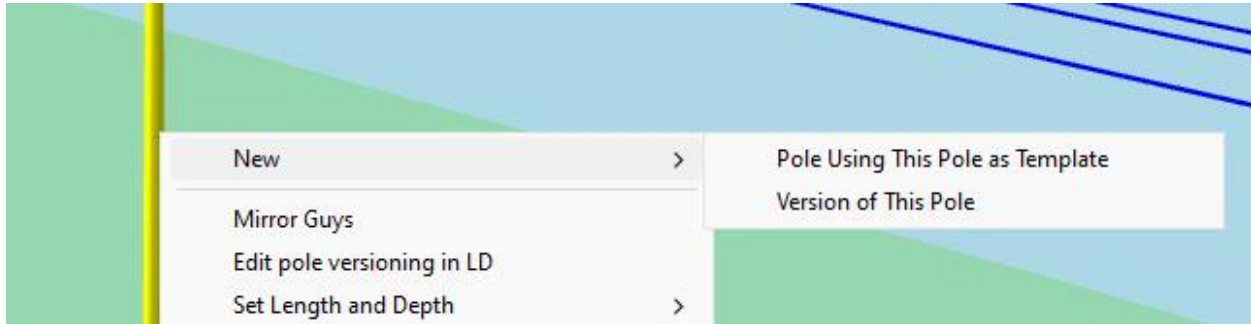 New
Pole Using This Pole as Template
Version of This Pole
Mirror Guys
Edit pole versioning in LD
Set Length and Depth